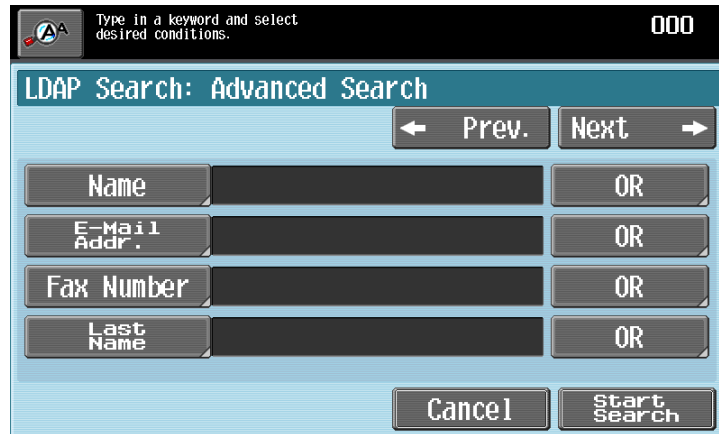 AA
Type in a keyword and select
desired conditions.
000
LDAP Search: Advanced Search
← Prev.
Next →
Name
OR
E-Mail
Addr.
OR
Fax Number
OR
Last
Name
OR
Cancel
Start
Search